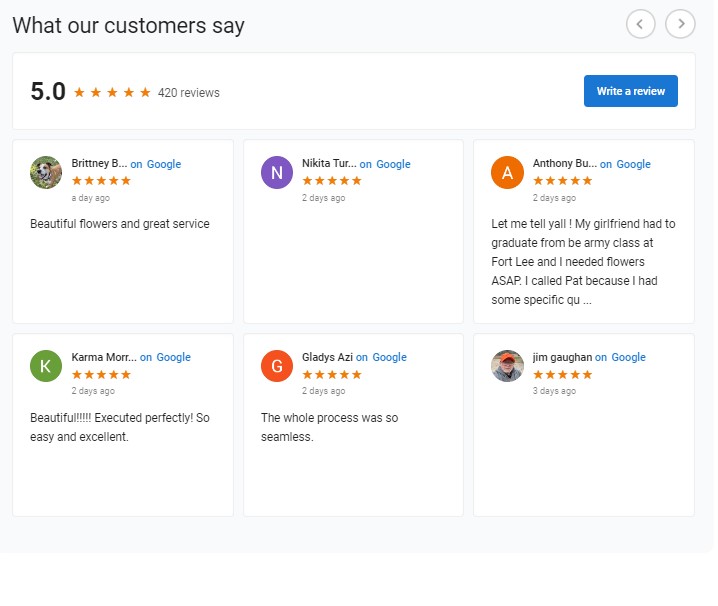 What our customers say
5.0 420 reviews
Write a review
Brittney B... on Google
a day ago
Beautiful flowers and great service
N
Nikita Tur... on Google
2 days ago
A
Anthony Bu... on Google
2 days ago
Let me tell yall ! My girlfriend had to
graduate from be army class at
Fort Lee and I needed flowers
ASAP. I called Pat because I had
some specific qu ...
K
Karma Morr... on Google
2 days ago
Beautiful!!!!! Executed perfectly! So
easy and excellent.
G
Gladys Azi on Google
2 days ago
The whole process was so
seamless.
jim gaughan on Google
3 days ago